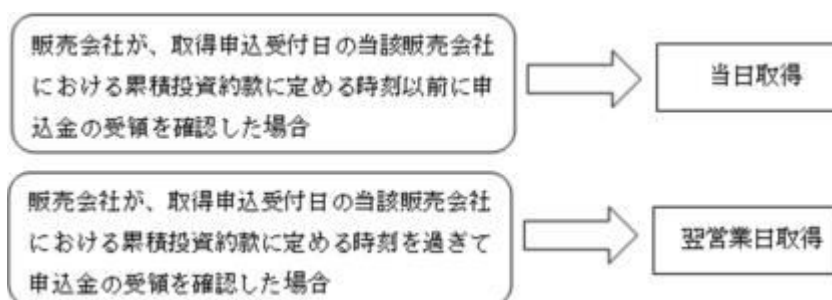 販売会社が、取得申込受付日の当該販売会社
における累積投資約款に定める時刻以前に申
込金の受領を確認した場合
当日取得
販売会社が、取得申込受付日の当該販売会社
における累積投資約款に定める時刻を過ぎて
申込金の受領を確認した場合
翌営業日取得